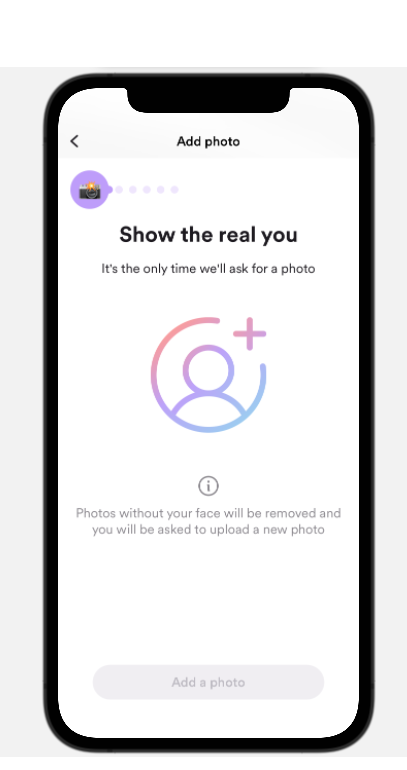 Add photo
Show the real you
It's the only time we'll ask for a photo
Photos without your face will be removed and
you will be asked to upload a new photo
Add a photo